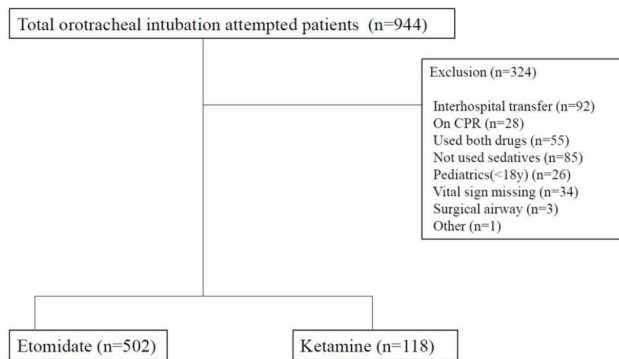 Total orotracheal intubation attempted patients (n=944)
Exclusion (n=324)
Interhospital transfer (n=92)
On CPR (n=28)
Used both drugs (n=55)
Not used sedatives (n=85)
Pediatrics(<18y) (n=26)
Vital sign missing (n=34)
Surgical airway (n=3)
Other (n=1)
Etomidate (n=502)
Ketamine (n=118)